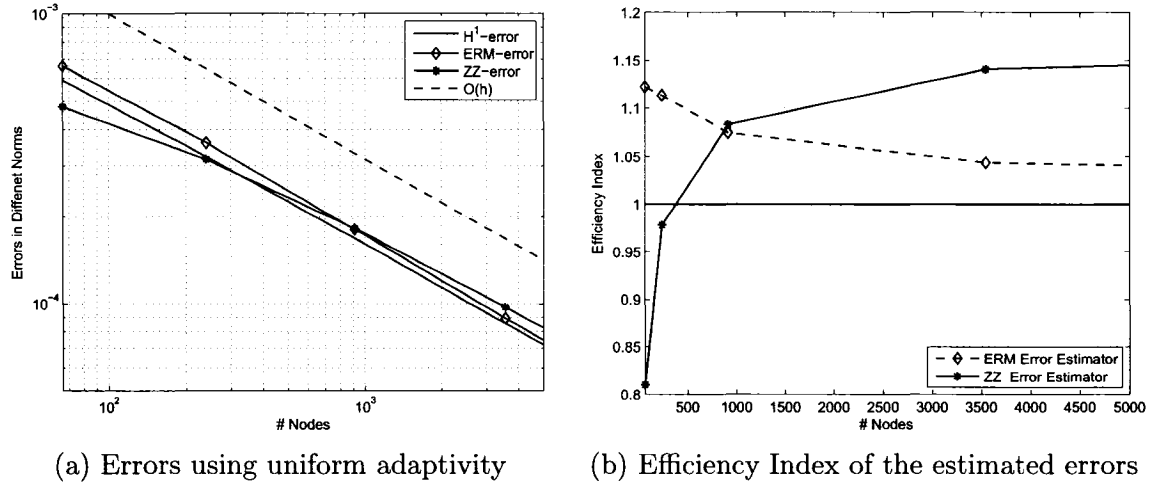 10^-3
10^-4
Errors in Diffenet Norms
10^2
10^3
# Nodes
H^1-error
ERM-error
ZZ-error
O(h)
(a) Errors using uniform adaptivity
1.2
1.15
1.1
1.05
1
0.95
0.9
0.85
0.8
Efficiency Index
500
1000
1500
2000
2500
3000
3500
4000
4500
5000
# Nodes
ERM Error Estimator
ZZ Error Estimator
(b) Efficiency Index of the estimated errors